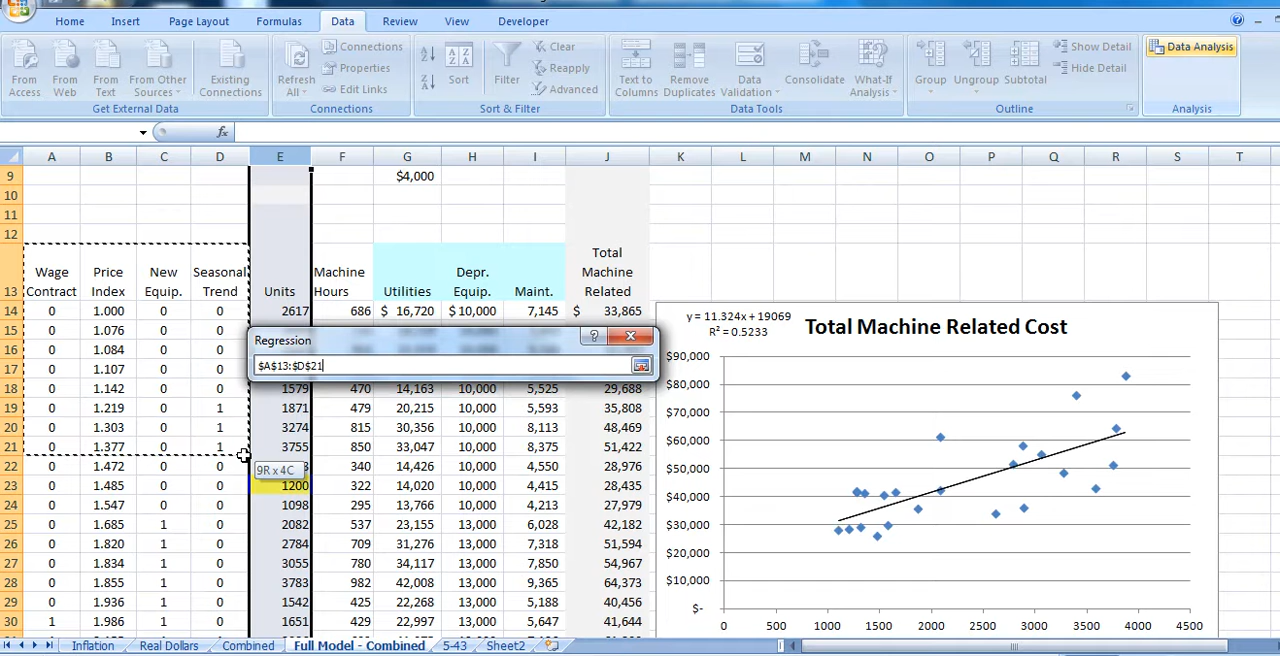 Home Insert Page Layout Formulas Data Review View Developer
From Access From Web From Text From Other Sources Existing Connections Refresh All Connections Properties Edit Links Sort Filter Clear Reapply Advanced Text to Columns Remove Duplicates Data Validation Consolidate What-If Analysis Group Ungroup Subtotal Show Detail Hide Detail Data Analysis
Get External Data Connections Sort & Filter Data Tools Outline Analysis
fx
A B C D E F G H I J K L M N O P Q R S T
9 $4,000
10
11
12
13 Wage Contract Price Index New Equip. Seasonal Trend Units Machine Hours Utilities Depr. Equip. Maint. Total Machine Related
14 0 1.000 0 0 2617 686 $ 16,720 $ 10,000 7,145 $ 33,865
15 0 1.076 0 0
Regression
16 0 1.084 0 0
$A$13:$D$21
17 0 1.107 0 0
18 0 1.142 0 0 1579 470 14,163 10,000 5,525 29,688
19 0 1.219 0 1 1871 479 20,215 10,000 5,593 35,808
20 0 1.303 0 1 3274 815 30,356 10,000 8,113 48,469
21 0 1.377 0 1 3755 850 33,047 10,000 8,375 51,422
22 0 1.472 0 0 340 14,426 10,000 4,550 28,976
9R x 4C
23 0 1.485 0 0 1200 14,020 10,000 4,415 28,435
24 0 1.547 0 0 1098 295 13,766 10,000 4,213 27,979
25 0 1.685 1 0 2082 537 23,155 13,000 6,028 42,182
26 0 1.820 1 0 2784 709 31,276 13,000 7,318 51,594
27 0 1.834 1 0 3055 780 34,117 13,000 7,850 54,967
28 0 1.855 1 0 3783 982 42,008 13,000 9,365 64,373
29 0 1.936 1 0 1542 425 22,268 13,000 5,188 40,456
30 1 1.986 1 0 1651 429 22,997 13,000 5,647 41,644
y = 11.324x + 19069
R² = 0.5233
Total Machine Related Cost
$90,000
$80,000
$70,000
$60,000
$50,000
$40,000
$30,000
$20,000
$10,000
$-
0 500 1000 1500 2000 2500 3000 3500 4000 4500
Inflation Real Dollars Combined Full Model - Combined 5-43 Sheet2